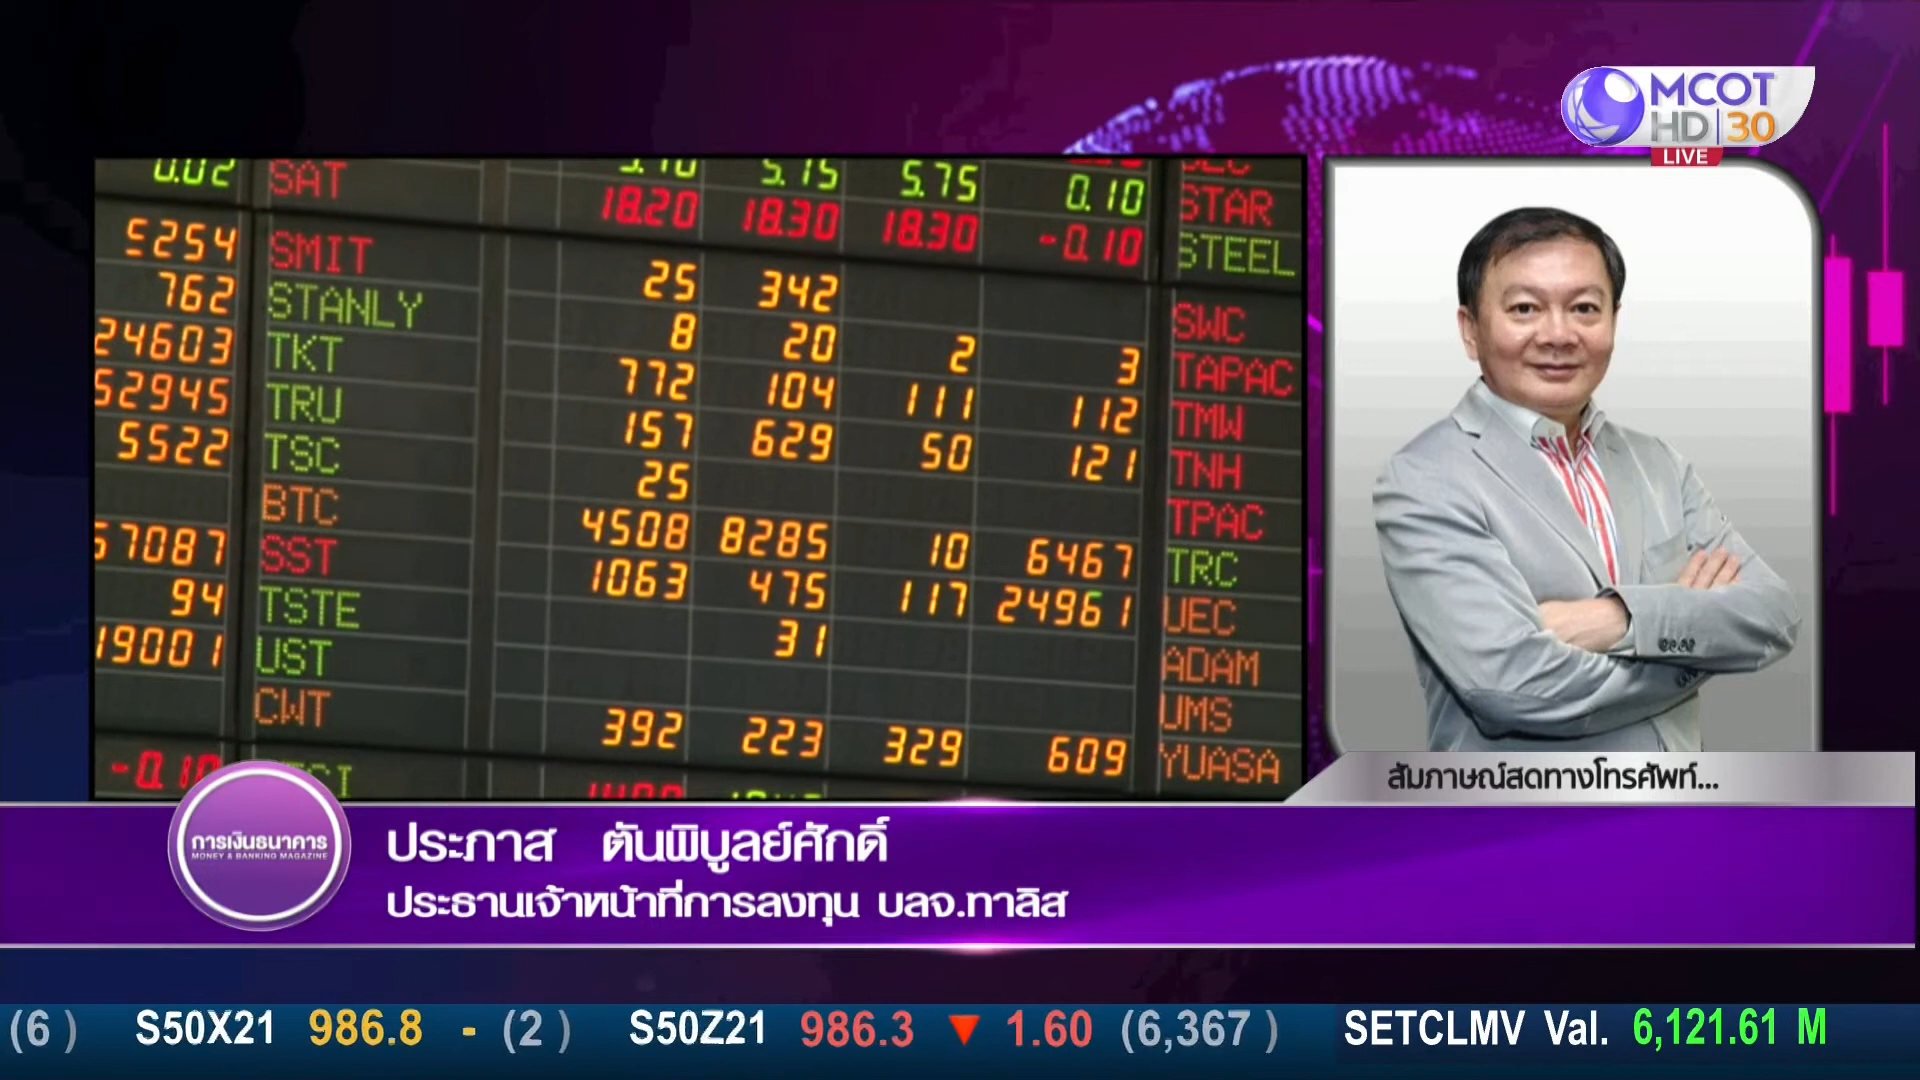 MCOT
HD 30
LIVE
0.02 SAT 5.15 5.75 0.10
18.20 18.30 18.30 -0.10 STAR
STEEL
5254 SMIT 25 342
762 STANLY 8 20 2 3 SWC
24603 TKT 772 104 111 112 TAPAC
52945 TRU 157 629 50 121 TMW
5522 TSC 25 TNH
BTC 4508 8285 10 6467 TPAC
57087 SST 1063 475 117 24961 TRC
94 TSTE 31 UEC
19001 UST ADAM
CWT 392 223 329 609 UMS
YUASA
-0.10
สัมภาษณ์สดทางโทรศัพท์...
การเงินธนาคาร
MONEY & BANKING MAGAZINE
ประภาส ตันพิบูลย์ศักดิ์
ประธานเจ้าหน้าที่การลงทุน บลจ.ทาลิส
(6) S50X21 986.8 - (2) S50Z21 986.3 ▼ 1.60 (6,367) SETCLMV Val. 6,121.61 M